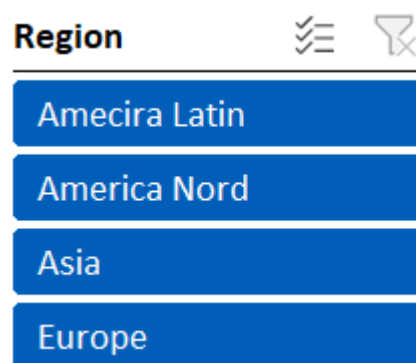 Region
Amecira Latin
America Nord
Asia
Europe